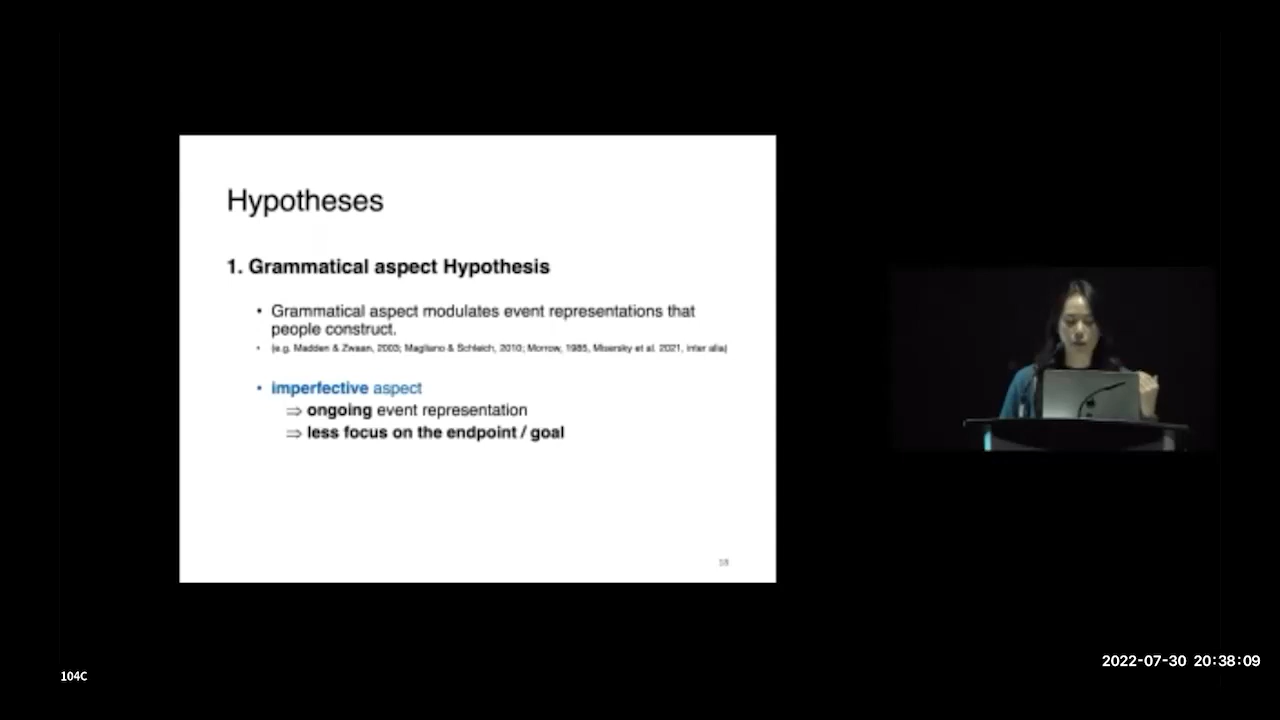 Hypotheses
1. Grammatical aspect Hypothesis
• Grammatical aspect modulates event representations that
people construct.
• (e.g. Madden & Zwaan, 2003; Magliano & Schleich, 2010; Morrow, 1985, Misersky et al. 2021, inter alia)
• imperfective aspect
⇒ ongoing event representation
⇒ less focus on the endpoint / goal
104C
2022-07-30 20:38:09